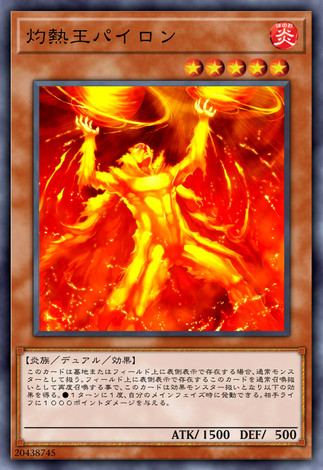 灼熱王パイロン
ほのお
炎
【炎族／デュアル／効果】
このカードは墓地またはフィールド上に表側表示で存在する場合、通常モン
スターとして扱う。フィールド上に表側表示で存在するこのカードを通常召喚扱
いとして再度召喚する事で、このカードは効果モンスター扱いとなり以下の効
果を得る。●１ターンに１度、自分のメインフェイズ時に発動できる。相手ライ
フに１０００ポイントダメージを与える。
ATK/ 1500 DEF/ 500
20438745